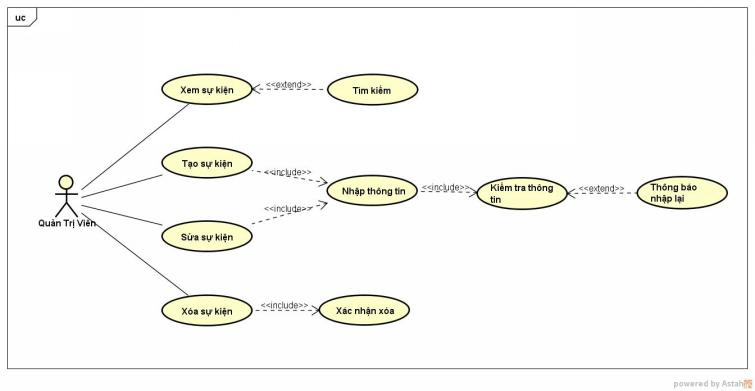 uc
Xem sự kiện
<<extend>>
Tìm kiếm
Tạo sự kiện
<<include>>
Nhập thông tin
<<include>>
Kiểm tra thông
tin
<<extend>>
Thông báo
nhập lại
<<include>>
Quản Trị Viên
Sửa sự kiện
Xóa sự kiện
<<include>>
Xác nhận xóa
powered by Astah